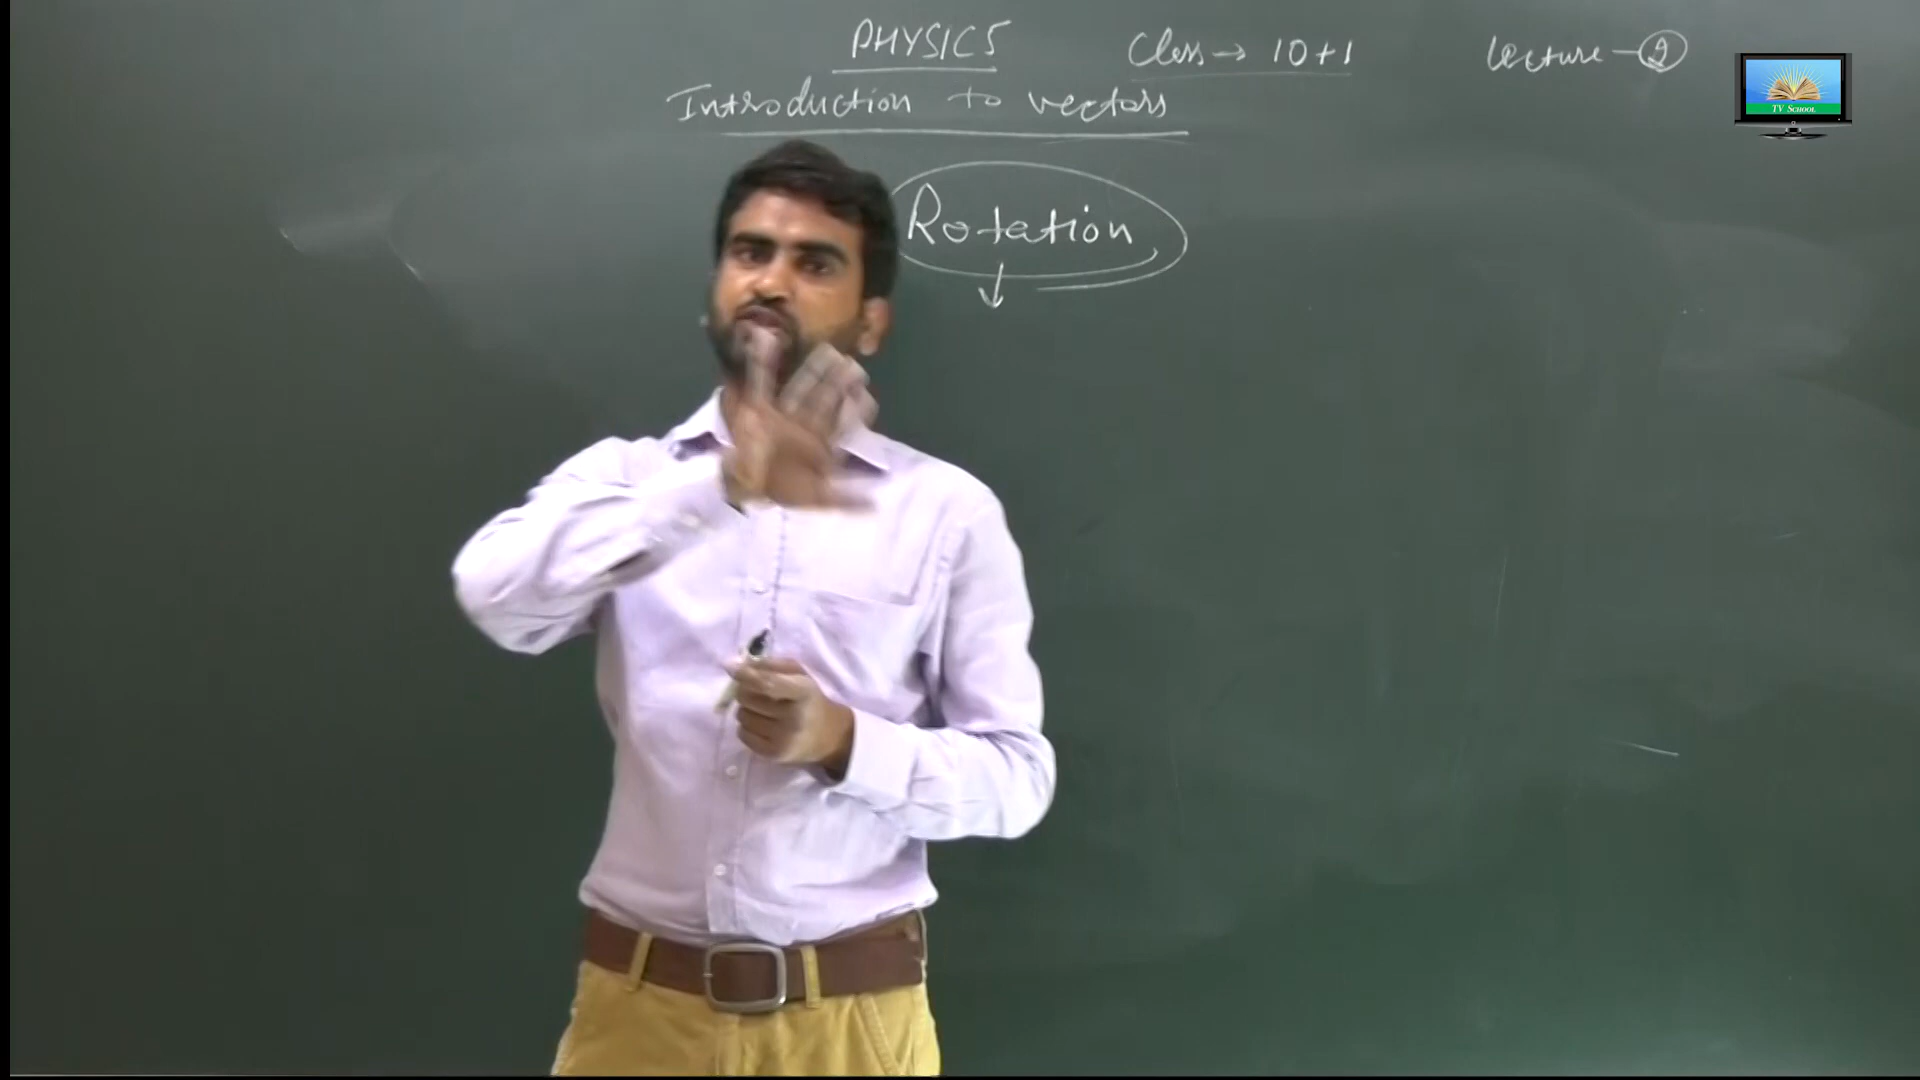 PHYSICS Class → 10+1 Lecture - 2
Introduction to vectors
Rotation
TV SCHOOL